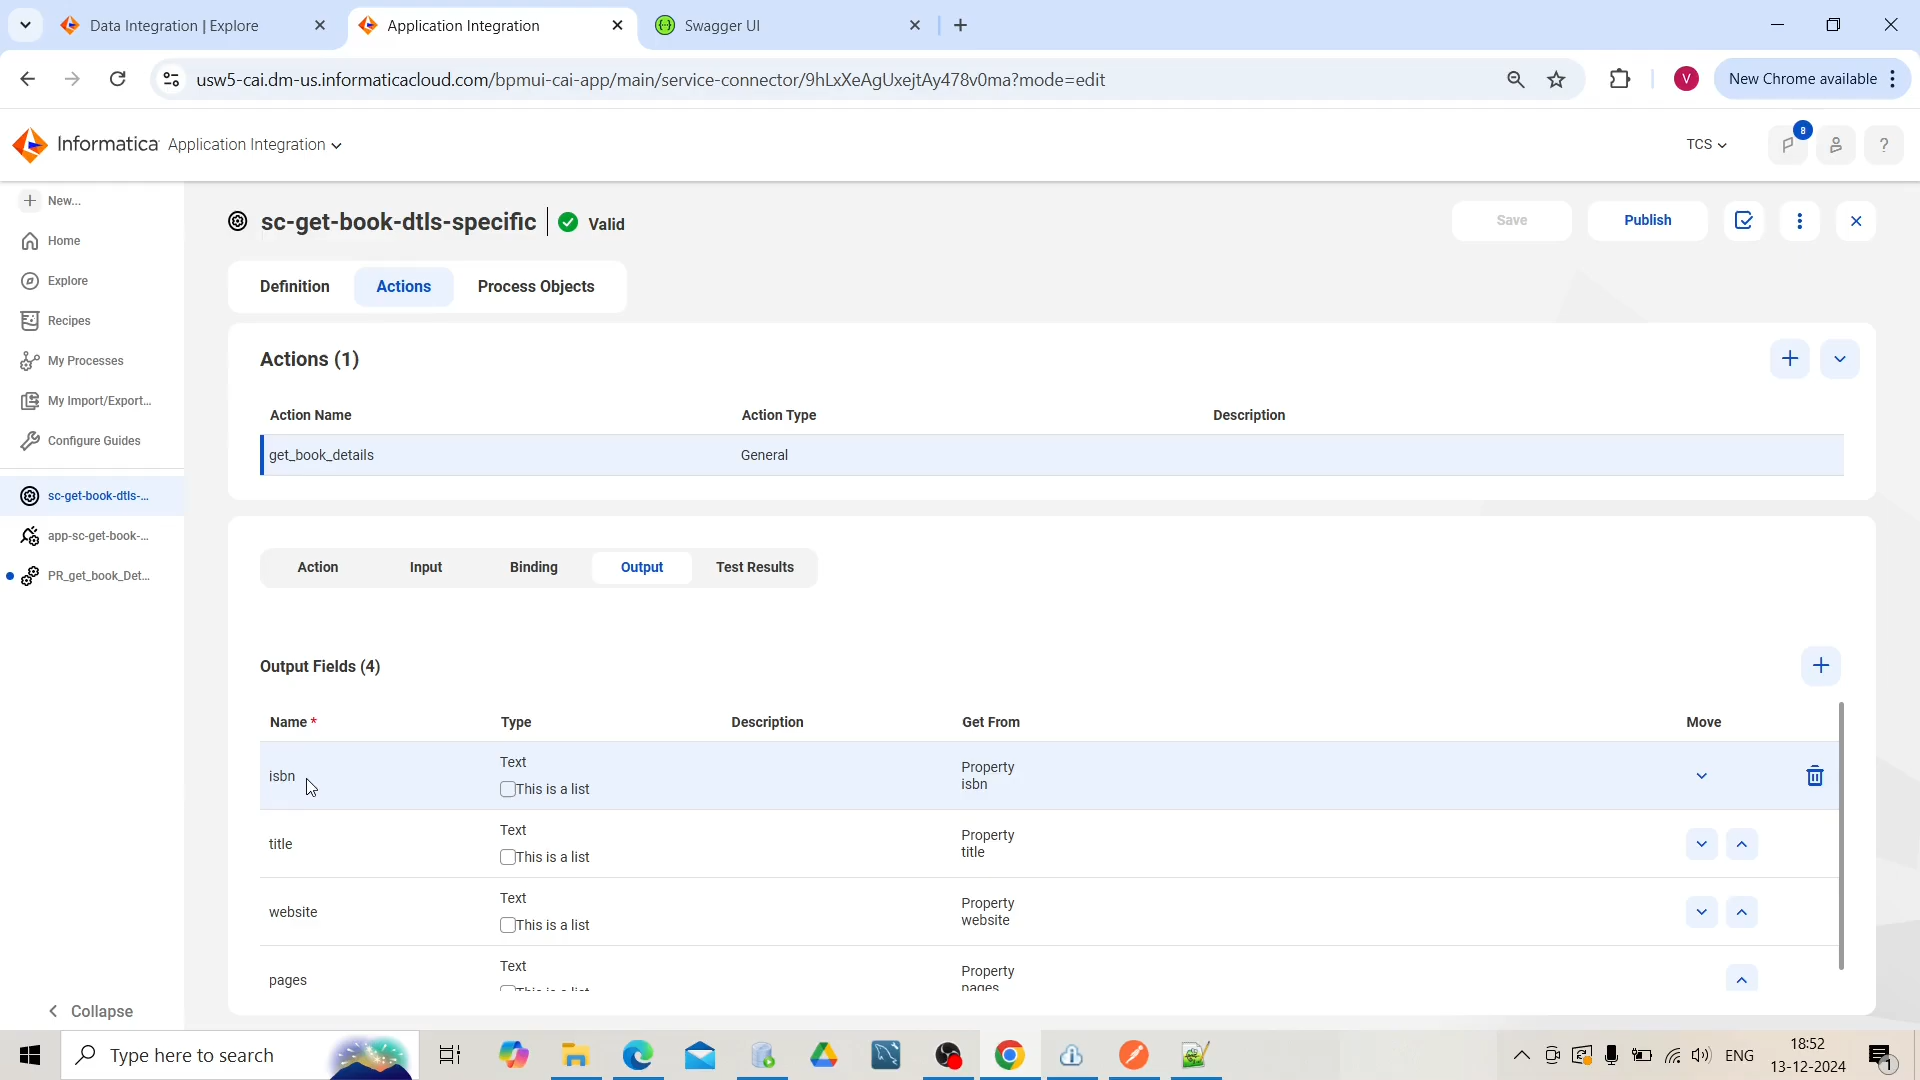 Data Integration | Explore
Application Integration
Swagger UI
usw5-cai.dm-us.informaticacloud.com/bpmui-cai-app/main/service-connector/9hLxXeAgUxejtAy478v0ma?mode=edit
V
New Chrome available
Informatica Application Integration
TCS
8
?
New...
Home
Explore
Recipes
My Processes
My Import/Export...
Configure Guides
sc-get-book-dtls-...
app-sc-get-book-...
PR_get_book_Det...
Collapse
sc-get-book-dtls-specific
Valid
Save
Publish
Definition
Actions
Process Objects
Actions (1)
Action Name
Action Type
Description
get_book_details
General
Action
Input
Binding
Output
Test Results
Output Fields (4)
Name *
Type
Description
Get From
Move
isbn
Text
This is a list
Property
isbn
title
Text
This is a list
Property
title
website
Text
This is a list
Property
website
pages
Text
This is a list
Property
pages
Type here to search
ENG
18:52
13-12-2024
1